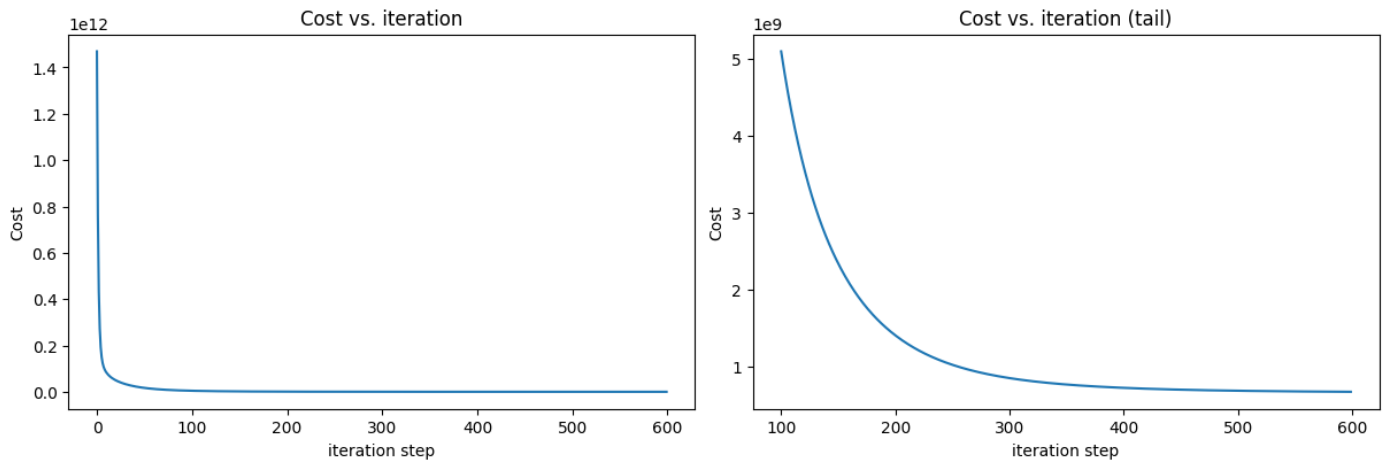 Cost vs. iteration
1e12
1.4
1.2
1.0
0.8
0.6
0.4
0.2
0.0
Cost
0 100 200 300 400 500 600
iteration step
Cost vs. iteration (tail)
1e9
5
4
3
2
1
Cost
100 200 300 400 500 600
iteration step